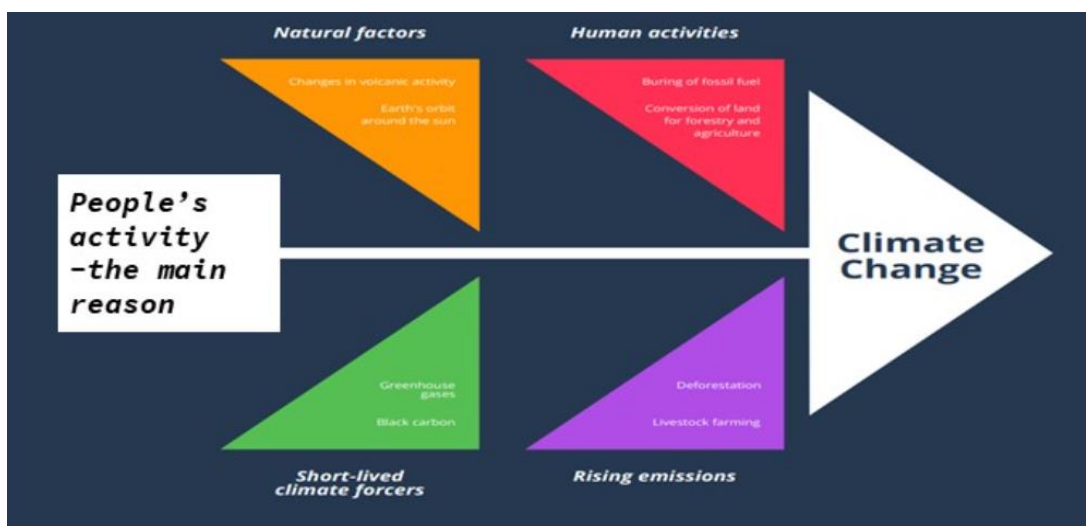 Natural factors
Human activities
Changes in volcanic activity
Earth's orbit
around the sun
Buring of fossil fuel
Conversion of land
for forestry and
agriculture
People's
activity
-the main
reason
Climate
Change
Greenhouse
gases
Black carbon
Deforestation
Livestock farming
Short-lived
climate forcers
Rising emissions